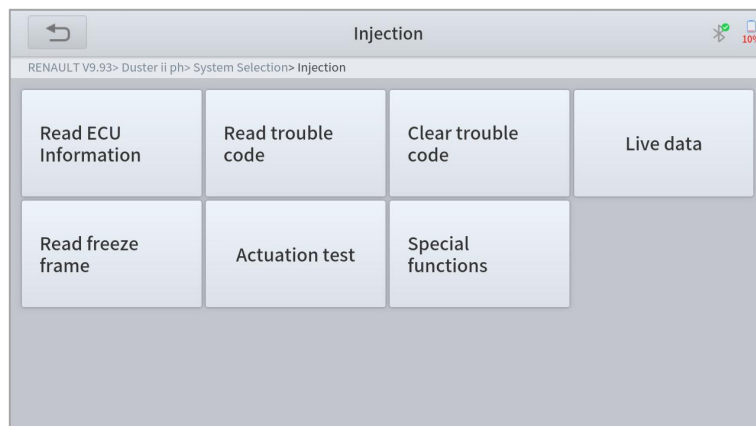 Injection
10%
RENAULT V9.93> Duster ii ph> System Selection> Injection
Read ECU
Information
Read trouble
code
Clear trouble
code
Live data
Read freeze
frame
Actuation test
Special
functions